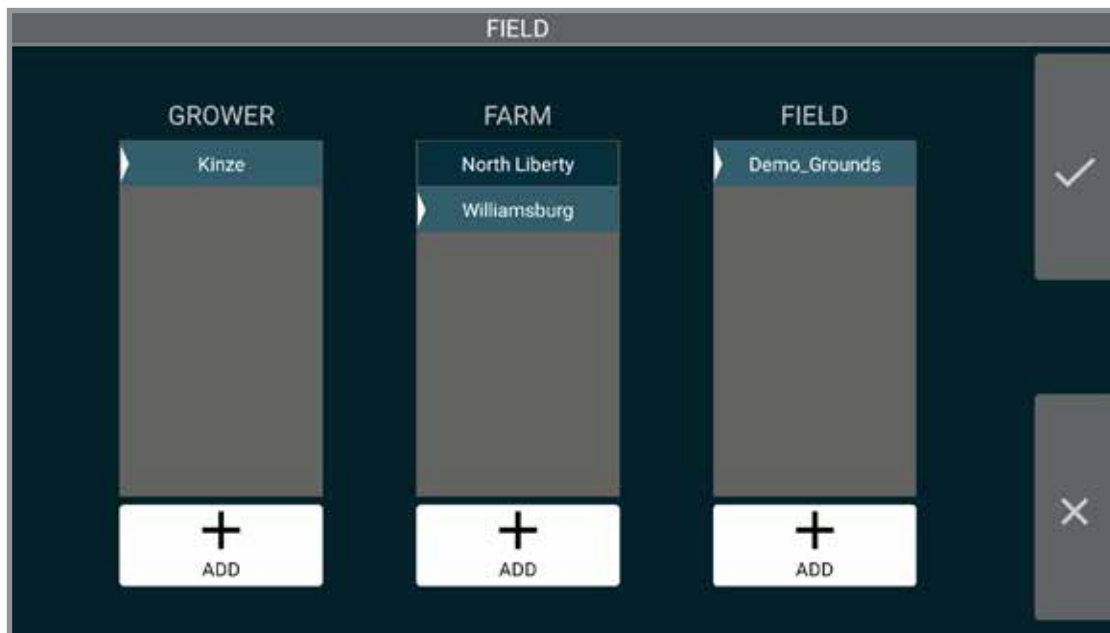 FIELD
GROWER
FARM
FIELD
Kinze
North Liberty
Demo_Grounds
Williamsburg
ADD
ADD
ADD